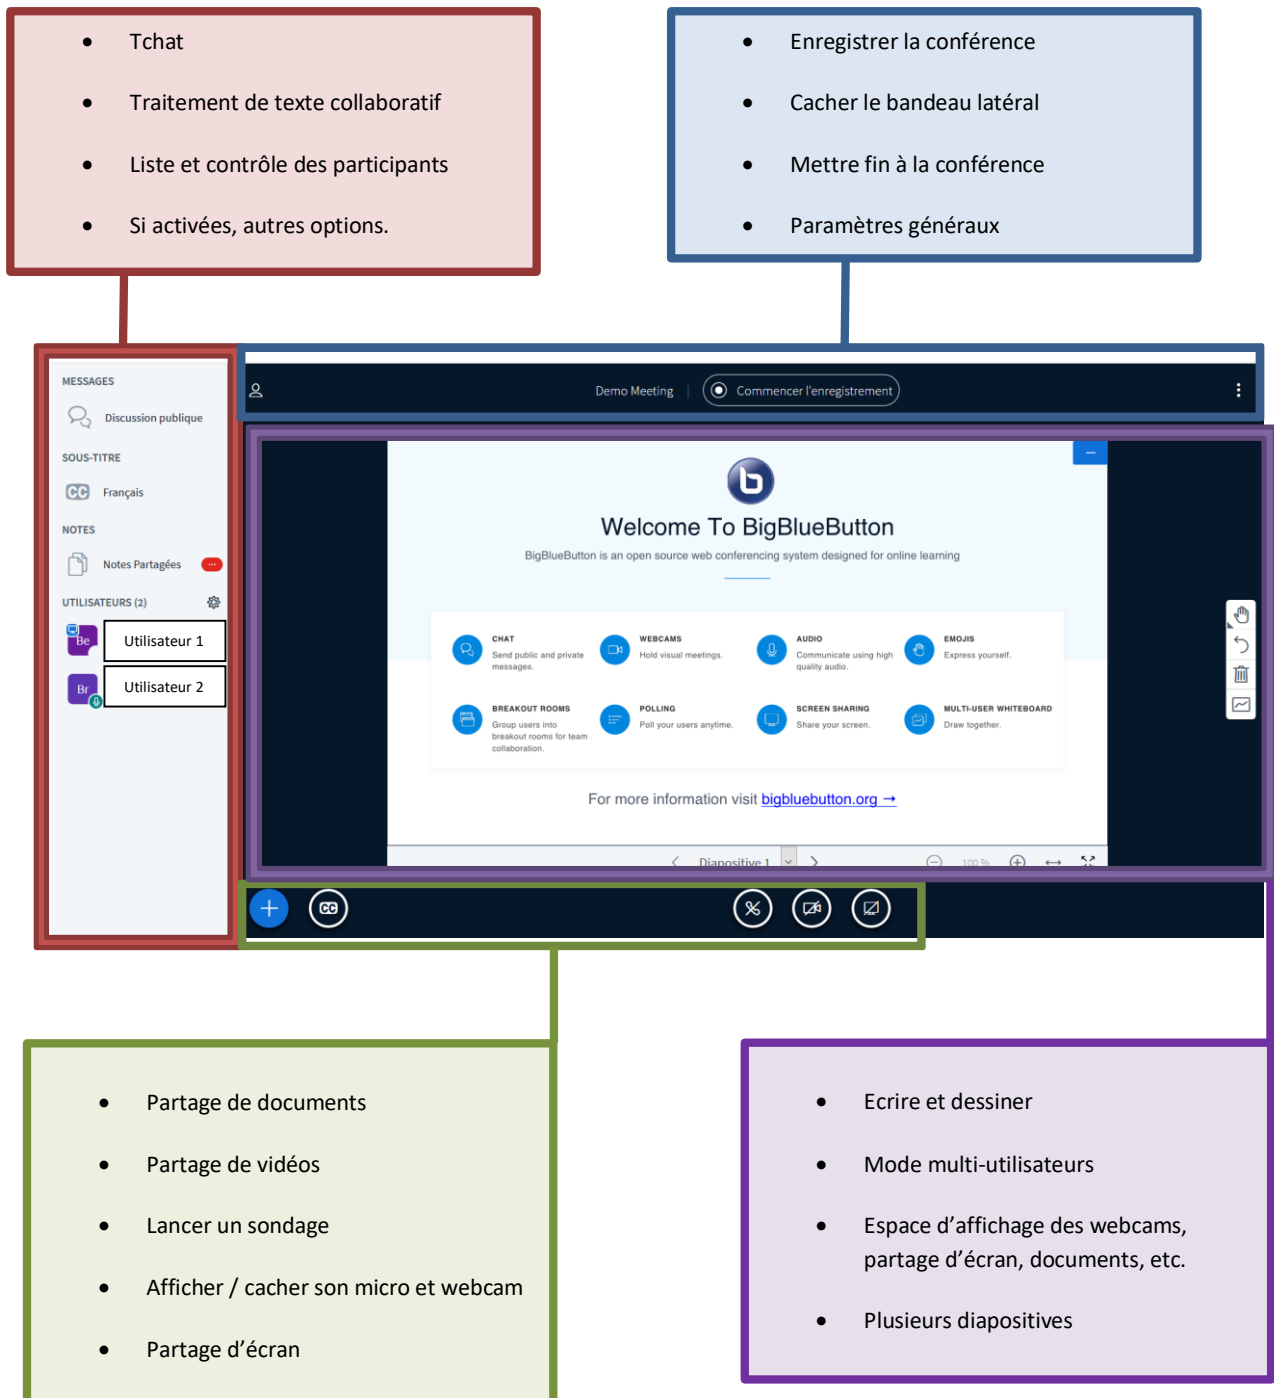 Tchat
Traitement de texte collaboratif
Liste et contrôle des participants
Si activées, autres options.
Enregistrer la conférence
Cacher le bandeau latéral
Mettre fin à la conférence
Paramètres généraux
MESSAGES
Discussion publique
SOUS-TITRE
CC Français
NOTES
Notes Partagées
UTILISATEURS (2)
Be Utilisateur 1
Br Utilisateur 2
Demo Meeting | Commencer l'enregistrement
b
Welcome To BigBlueButton
BigBlueButton is an open source web conferencing system designed for online learning
CHAT
Send public and private
messages.
WEBCAMS
Hold visual meetings.
AUDIO
Communicate using high
quality audio.
EMOJIS
Express yourself.
BREAKOUT ROOMS
Group users into
breakout rooms for team
collaboration.
POLLING
Poll your users anytime.
SCREEN SHARING
Share your screen.
MULTI-USER WHITEBOARD
Draw together.
For more information visit bigbluebutton.org →
Diapositive 1
100 %
CC
Partage de documents
Partage de vidéos
Lancer un sondage
Afficher / cacher son micro et webcam
Partage d’écran
Ecrire et dessiner
Mode multi-utilisateurs
Espace d’affichage des webcams,
partage d’écran, documents, etc.
Plusieurs diapositives